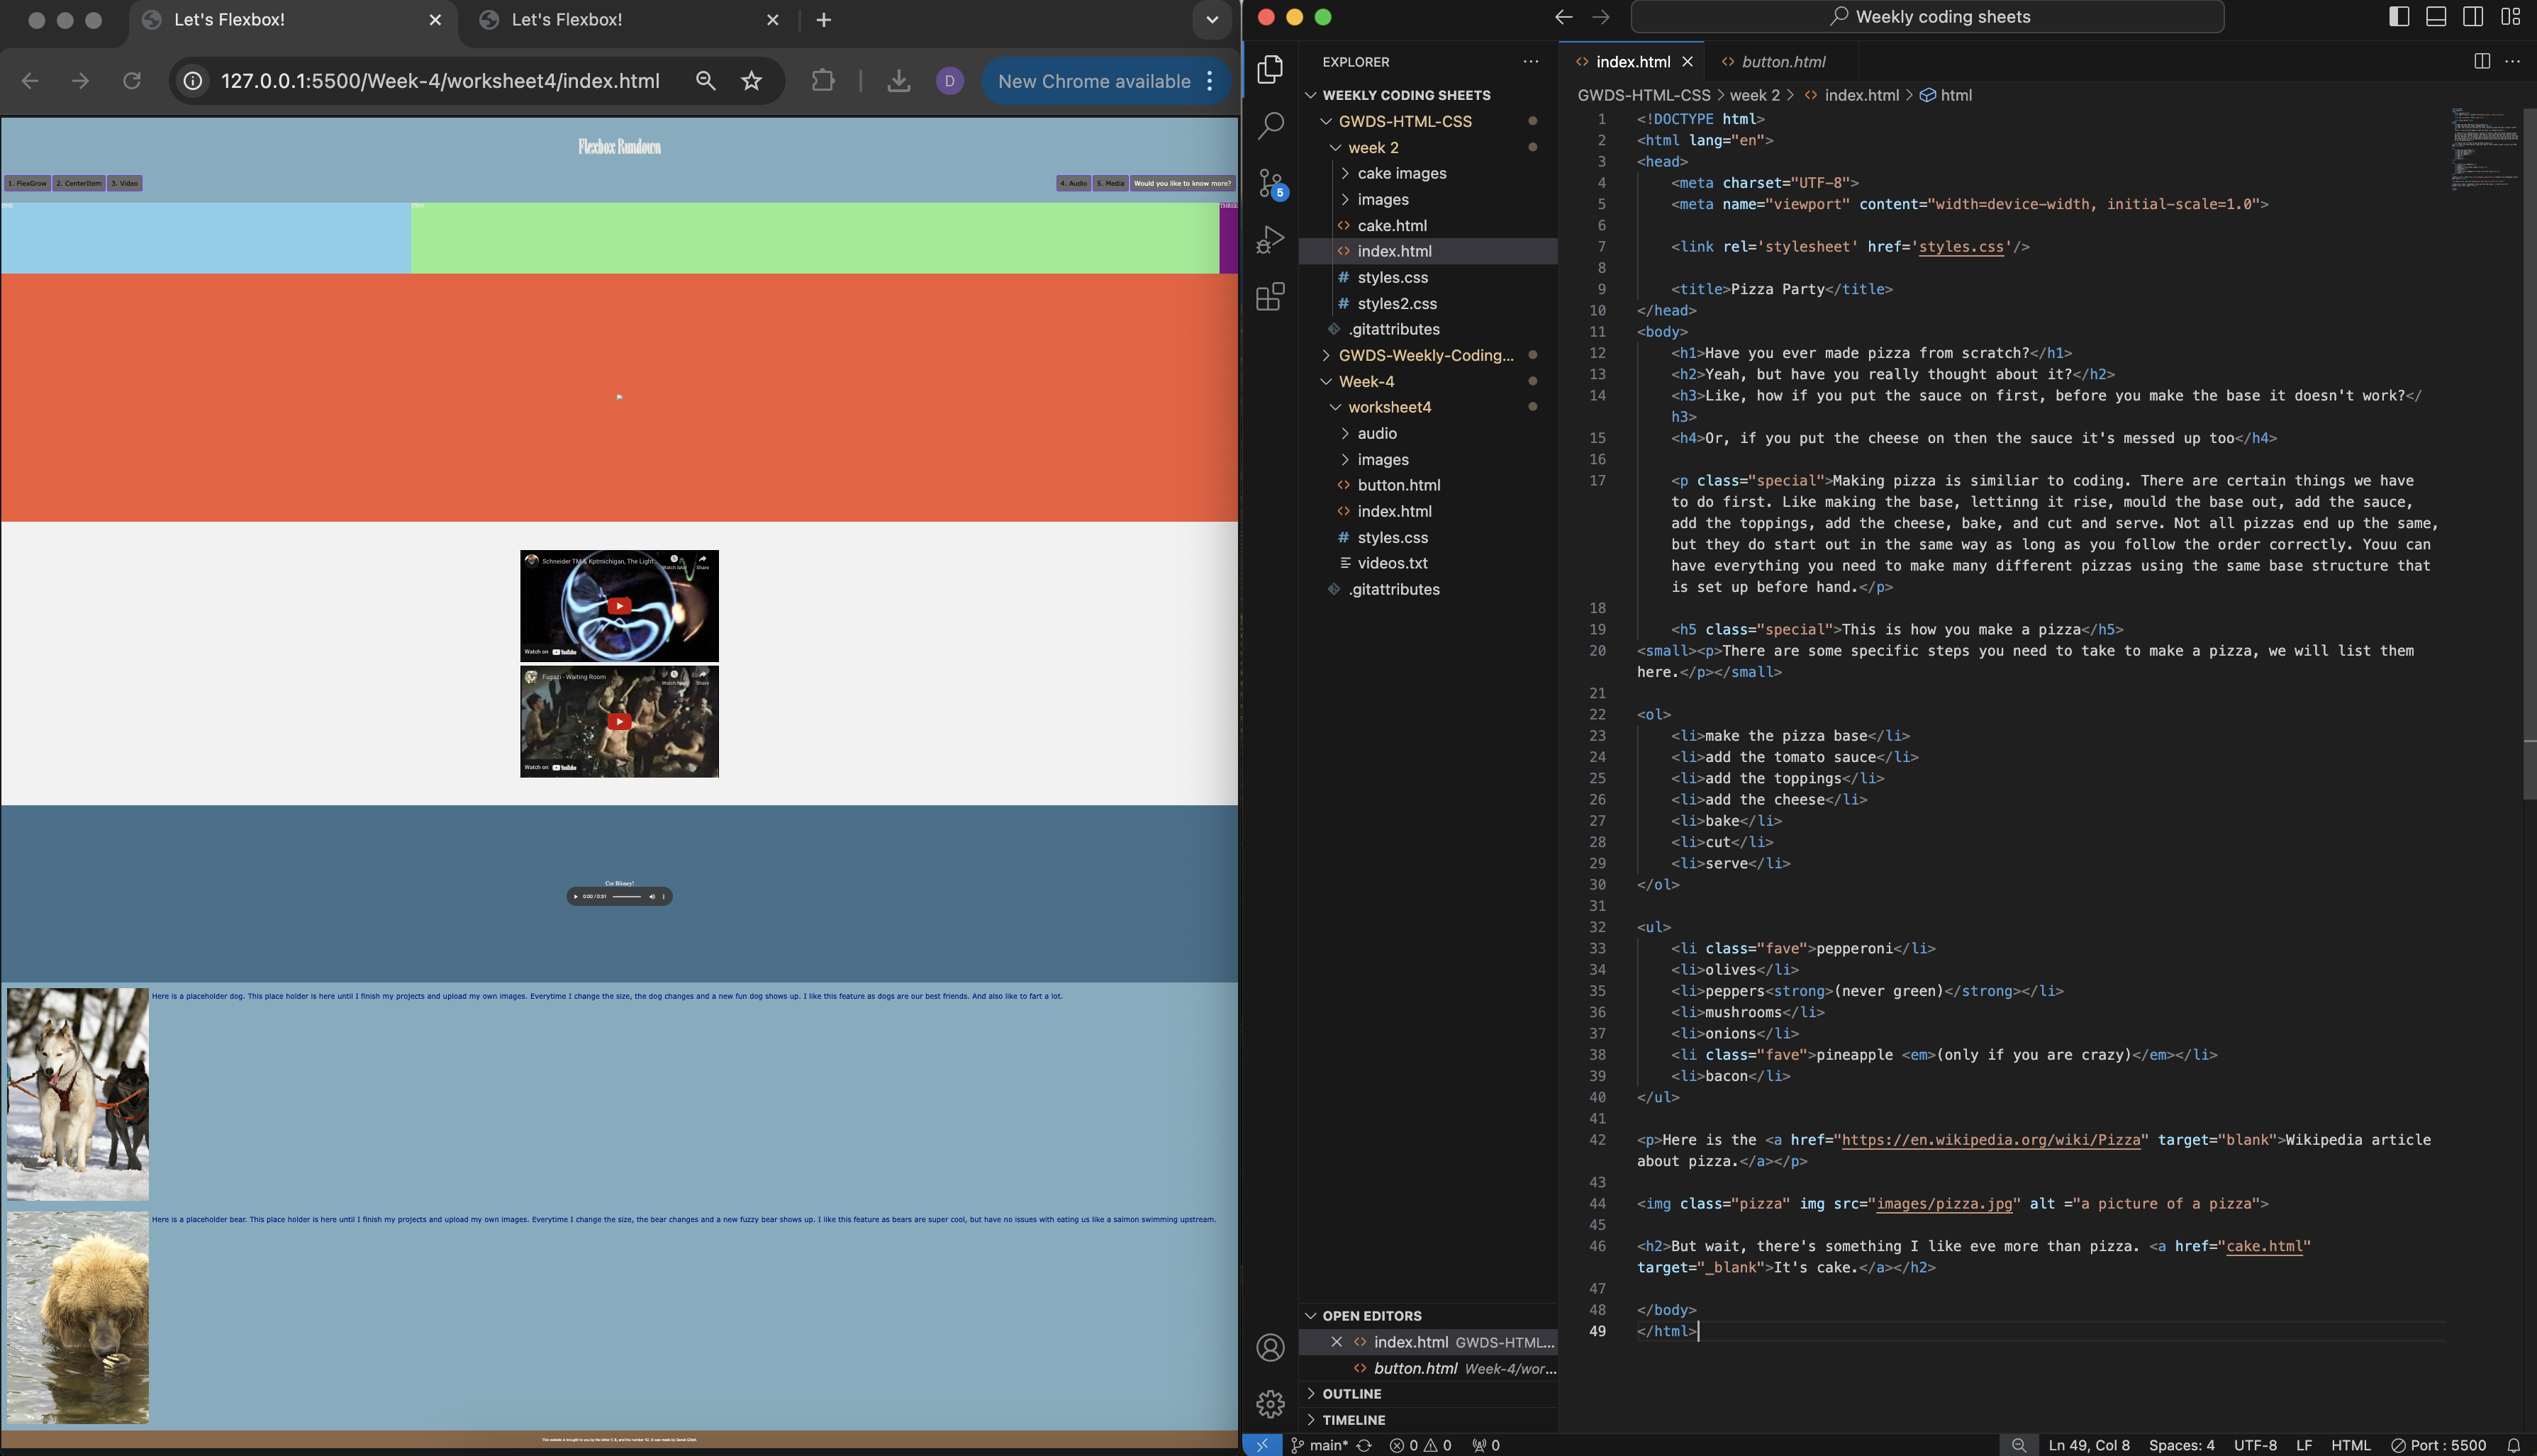 Let's Flexbox!
Let's Flexbox!
127.0.0.1:5500/Week-4/worksheet4/index.html
D
New Chrome available
Flexbox Rundown
1. FlexGrow
2. CenterItem
3. Video
4. Audio
5. Media
Would you like to know more?
ONE
TWO
THREE
Schneider TM & Kptmichigan, The Light...
Watch later
Share
Watch on YouTube
Fugazi - Waiting Room
Watch later
Share
Watch on YouTube
Cor Blimey!
0:00 / 0:31
Here is a placeholder dog. This place holder is here until I finish my projects and upload my own images. Everytime I change the size, the dog changes and a new fun dog shows up. I like this feature as dogs are our best friends. And also like to fart a lot.
Here is a placeholder bear. This place holder is here until I finish my projects and upload my own images. Everytime I change the size, the bear changes and a new fuzzy bear shows up. I like this feature as bears are super cool, but have no issues with eating us like a salmon swimming upstream.
This website is brought to you by the letter
and the number
It was made by Daniel
Weekly coding sheets
EXPLORER
WEEKLY CODING SHEETS
GWDS-HTML-CSS
week 2
cake images
images
cake.html
index.html
styles.css
styles2.css
.gitattributes
GWDS-Weekly-Coding...
Week-4
worksheet4
audio
images
button.html
index.html
styles.css
videos.txt
.gitattributes
5
OPEN EDITORS
index.html GWDS-HTML...
button.html Week-4/wor...
OUTLINE
TIMELINE
index.html
button.html
GWDS-HTML-CSS > week 2 > index.html > html
1 <!DOCTYPE html>
2 <html lang="en">
3 <head>
4 <meta charset="UTF-8">
5 <meta name="viewport" content="width=device-width, initial-scale=1.0">
6
7 <link rel='stylesheet' href='styles.css'/>
8
9 <title>Pizza Party</title>
10 </head>
11 <body>
12 <h1>Have you ever made pizza from scratch?</h1>
13 <h2>Yeah, but have you really thought about it?</h2>
14 <h3>Like, how if you put the sauce on first, before you make the base it doesn't work?</
h3>
15 <h4>Or, if you put the cheese on then the sauce it's messed up too</h4>
16
17 <p class="special">Making pizza is similiar to coding. There are certain things we have
to do first. Like making the base, lettinng it rise, mould the base out, add the sauce,
add the toppings, add the cheese, bake, and cut and serve. Not all pizzas end up the same,
but they do start out in the same way as long as you follow the order correctly. Youu can
have everything you need to make many different pizzas using the same base structure that
is set up before hand.</p>
18
19 <h5 class="special">This is how you make a pizza</h5>
20 <small><p>There are some specific steps you need to take to make a pizza, we will list them
here.</p></small>
21
22 <ol>
23 <li>make the pizza base</li>
24 <li>add the tomato sauce</li>
25 <li>add the toppings</li>
26 <li>add the cheese</li>
27 <li>bake</li>
28 <li>cut</li>
29 <li>serve</li>
30 </ol>
31
32 <ul>
33 <li class="fave">pepperoni</li>
34 <li>olives</li>
35 <li>peppers<strong>(never green)</strong></li>
36 <li>mushrooms</li>
37 <li>onions</li>
38 <li class="fave">pineapple <em>(only if you are crazy)</em></li>
39 <li>bacon</li>
40 </ul>
41
42 <p>Here is the <a href="https://en.wikipedia.org/wiki/Pizza" target="blank">Wikipedia article
about pizza.</a></p>
43
44 <img class="pizza" img src="images/pizza.jpg" alt ="a picture of a pizza">
45
46 <h2>But wait, there's something I like eve more than pizza. <a href="cake.html"
target="_blank">It's cake.</a></h2>
47
48 </body>
49 </html>
main* 0 0 0
Ln 49, Col 8 Spaces: 4 UTF-8 LF HTML Port : 5500